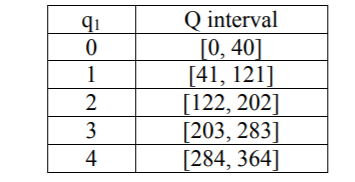 q₁ Q interval
0 [0, 40]
1 [41, 121]
2 [122, 202]
3 [203, 283]
4 [284, 364]